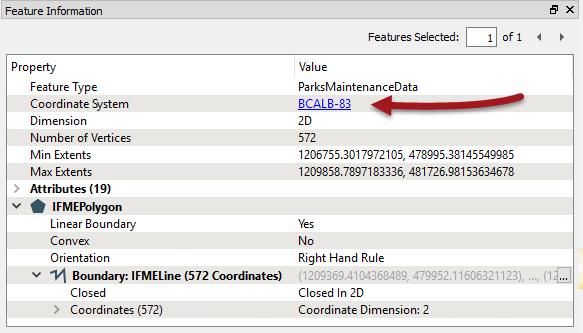 Feature Information
Features Selected: 1 of 1
Property Value
Feature Type ParksMaintenanceData
Coordinate System BCALB-83
Dimension 2D
Number of Vertices 572
Min Extents 1206755.3017972105, 478995.38145549985
Max Extents 1209858.7897183336, 481726.98153634678
Attributes (19)
IFMEPolygon
Linear Boundary Yes
Convex No
Orientation Right Hand Rule
Boundary: IFMELine (572 Coordinates) (1209369.4104368489, 479952.11606321123), ..., (12 ...
Closed Closed In 2D
Coordinates (572) Coordinate Dimension: 2